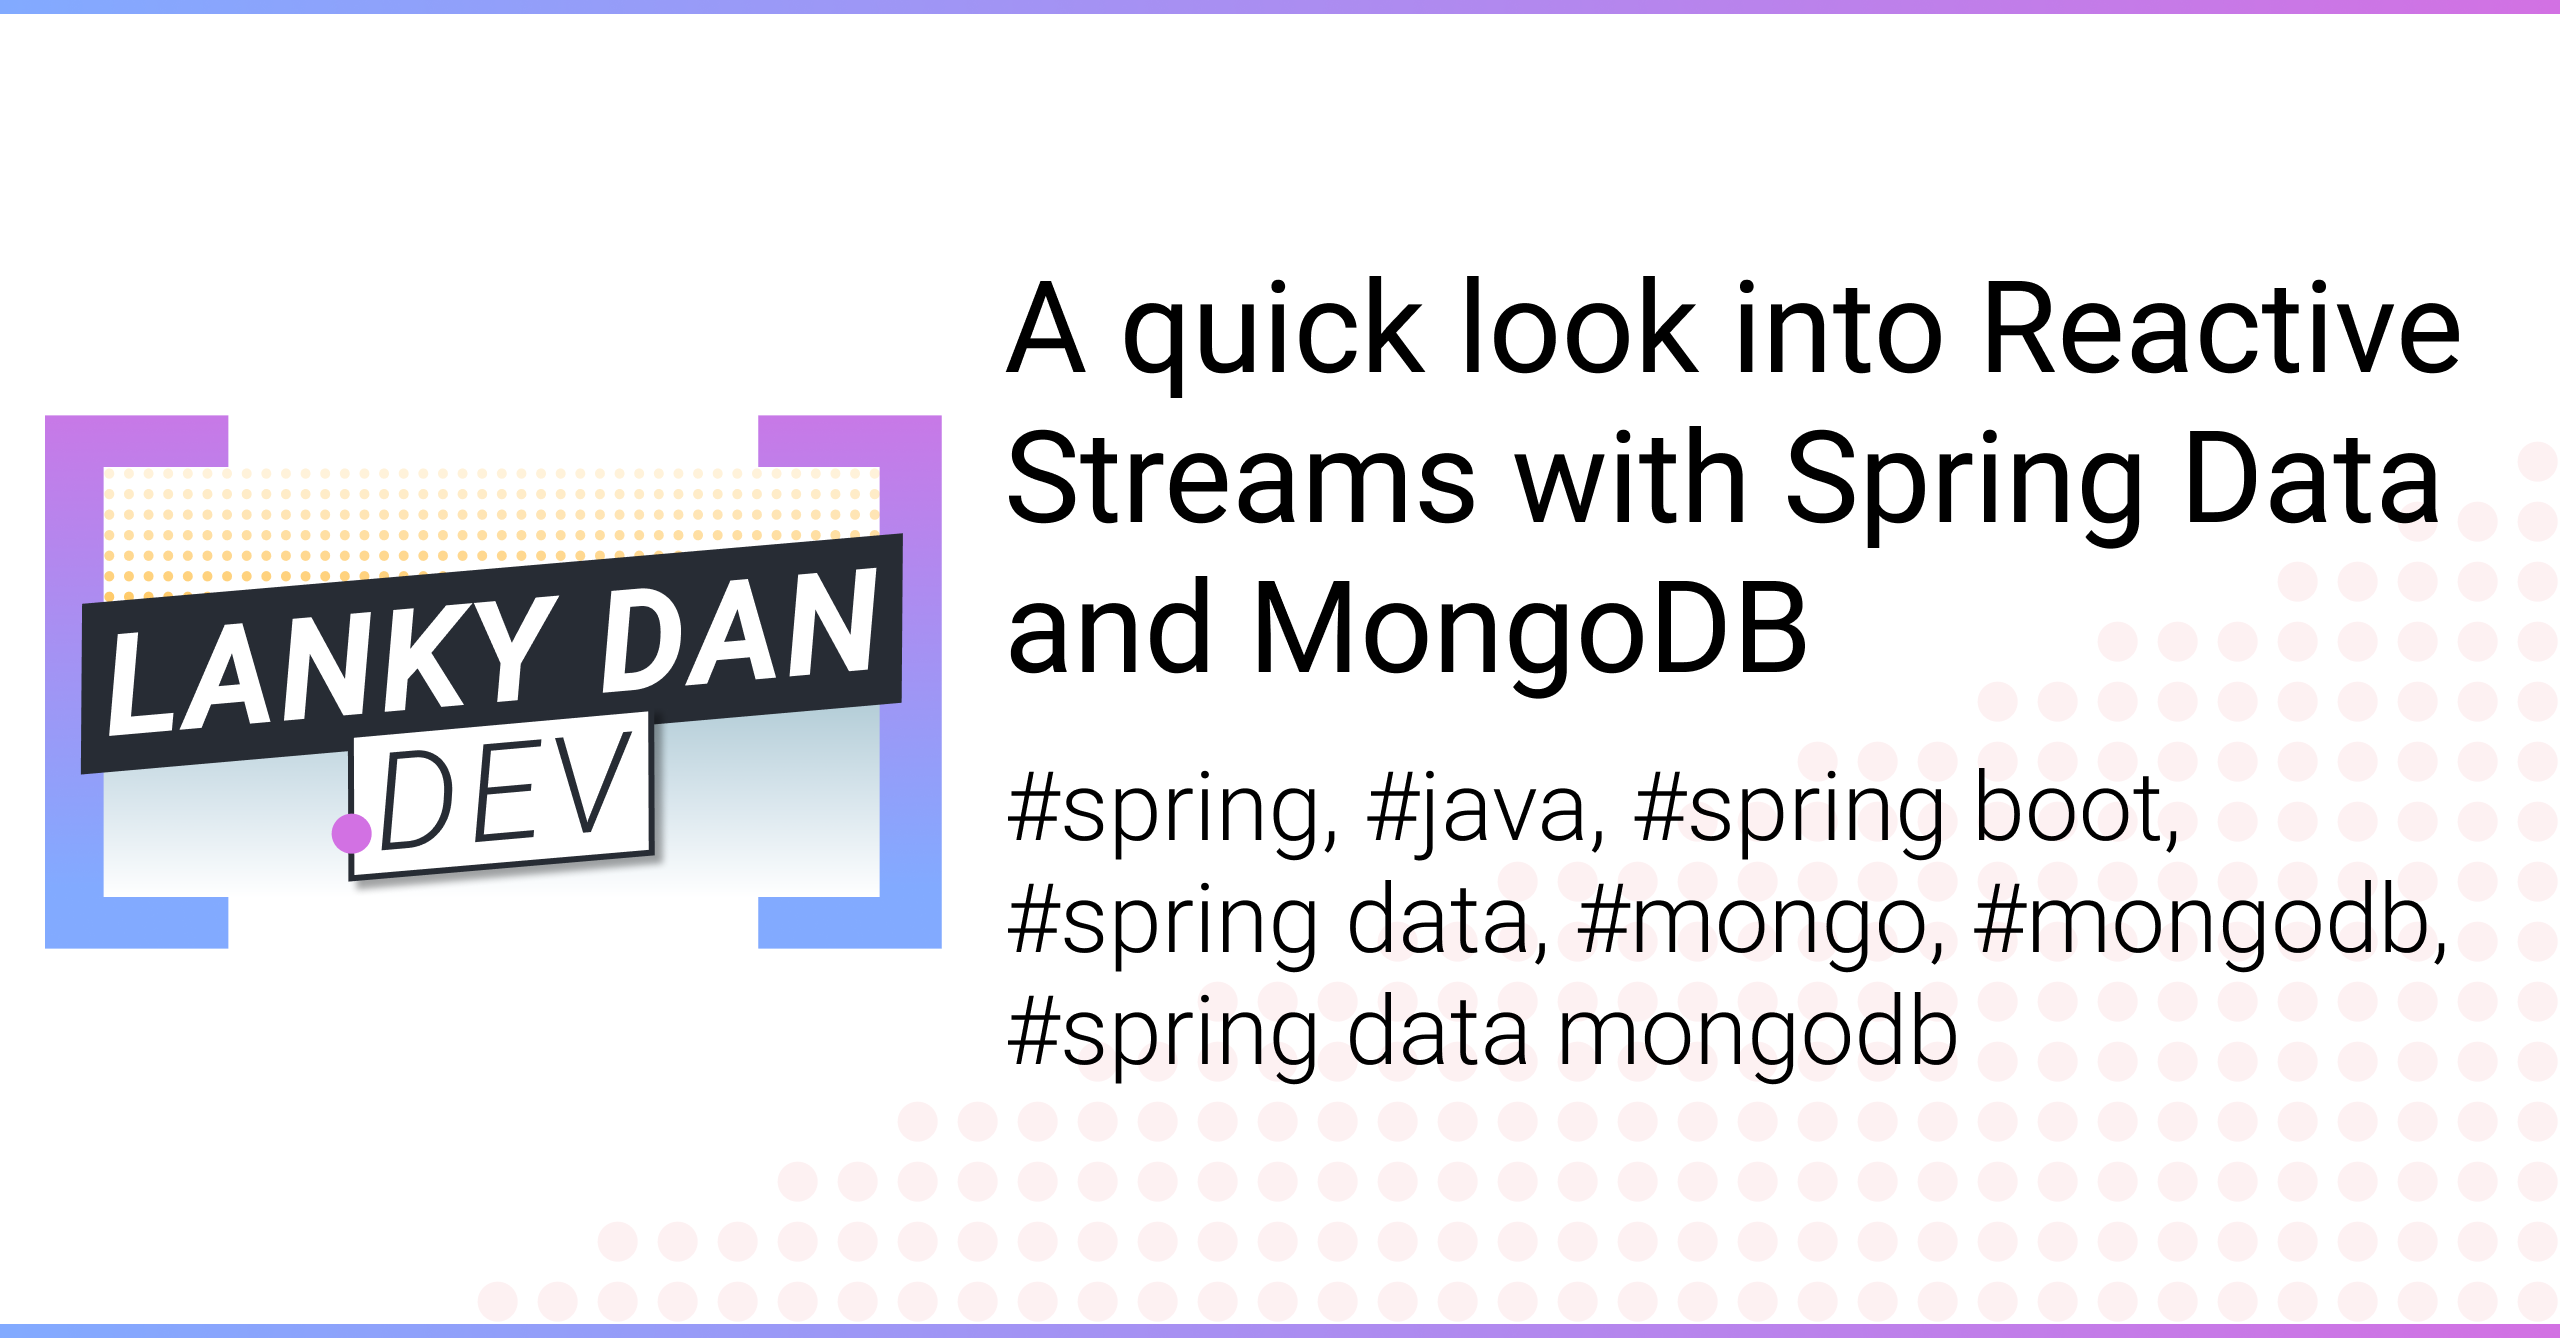 LANKY DAN
DEV
A quick look into Reactive
Streams with Spring Data
and MongoDB
#spring, #java, #spring boot,
#spring data, #mongo, #mongodb,
#spring data mongodb